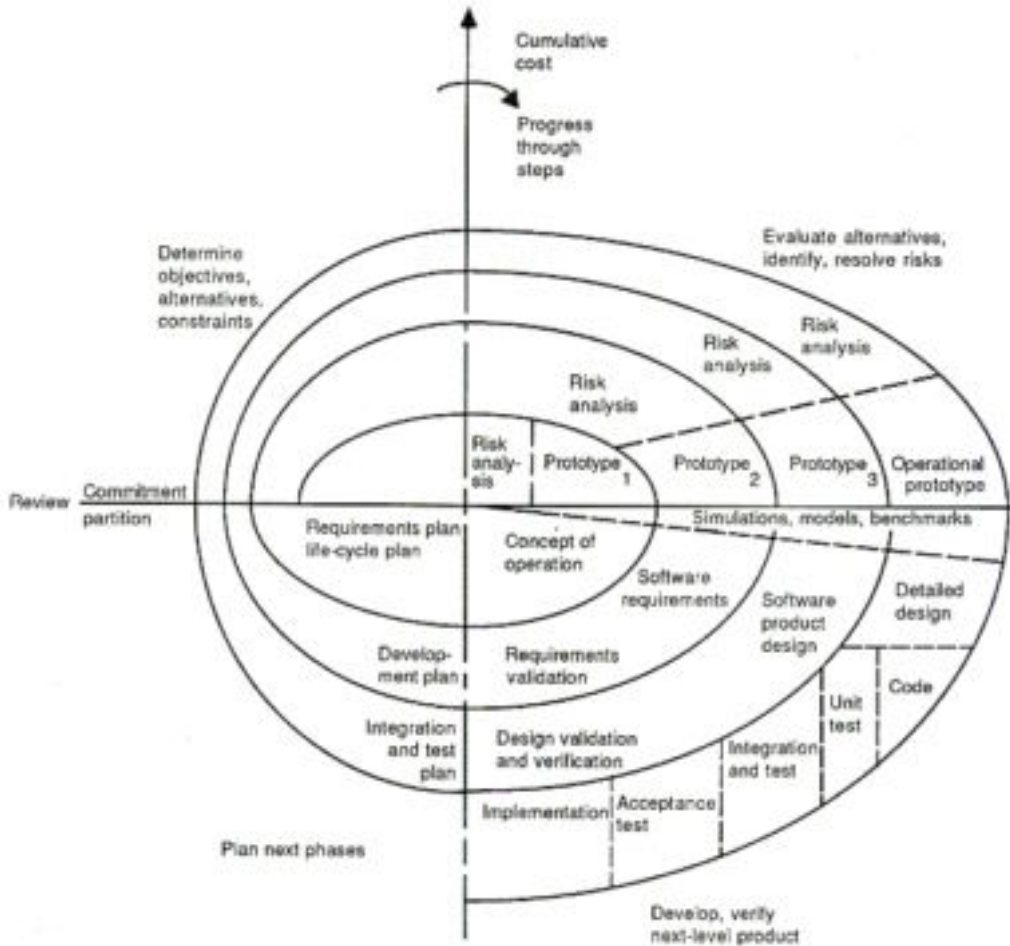 Cumulative
cost
Progress
through
steps
Determine
objectives,
alternatives,
constraints
Evaluate alternatives,
identify, resolve risks
Risk
analysis
Risk
analysis
Risk
analysis
Risk
analy-
sis
Prototype 1
Prototype 2
Prototype 3
Operational
prototype
Review
Commitment
partition
Simulations, models, benchmarks
Requirements plan
life-cycle plan
Concept of
operation
Software
requirements
Software
product
design
Detailed
design
Develop-
ment plan
Requirements
validation
Code
Unit
test
Integration
and test
plan
Design validation
and verification
Integration
and test
Implementation
Acceptance
test
Plan next phases
Develop, verify
next-level product